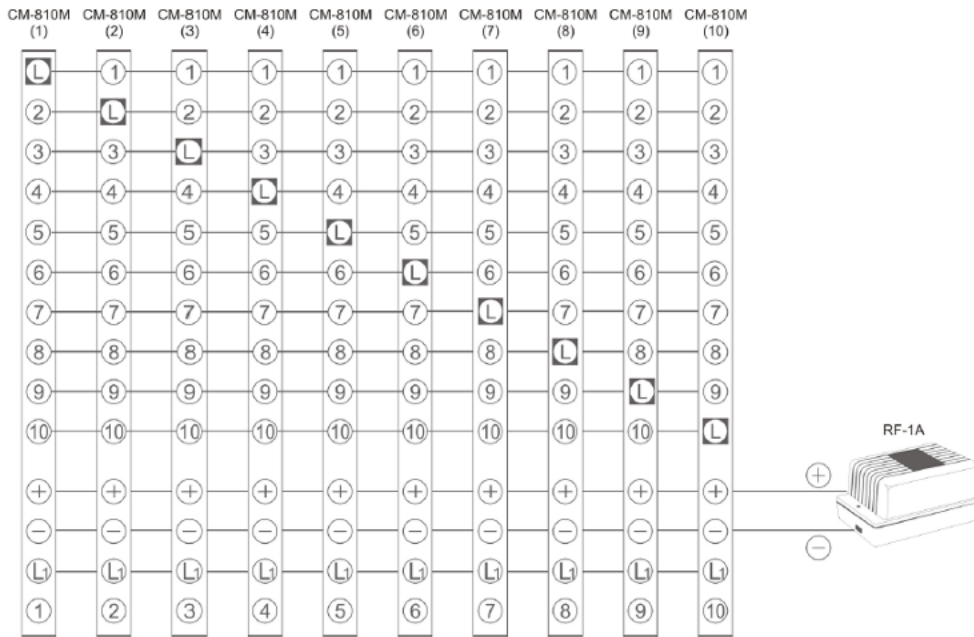 CM-810M CM-810M CM-810M CM-810M CM-810M CM-810M CM-810M CM-810M CM-810M CM-810M
(1) (2) (3) (4) (5) (6) (7) (8) (9) (10)
L 1 1 1 1 1 1 1 1 1
2 L 2 2 2 2 2 2 2 2
3 3 L 3 3 3 3 3 3 3
4 4 4 L 4 4 4 4 4 4
5 5 5 5 L 5 5 5 5 5
6 6 6 6 6 L 6 6 6 6
7 7 7 7 7 7 L 7 7 7
8 8 8 8 8 8 8 L 8 8
9 9 9 9 9 9 9 9 L 9
10 10 10 10 10 10 10 10 10 L
RF-1A
+ + + + + + + + + + +
− − − − − − − − − − −
L1 L1 L1 L1 L1 L1 L1 L1 L1 L1
1 2 3 4 5 6 7 8 9 10